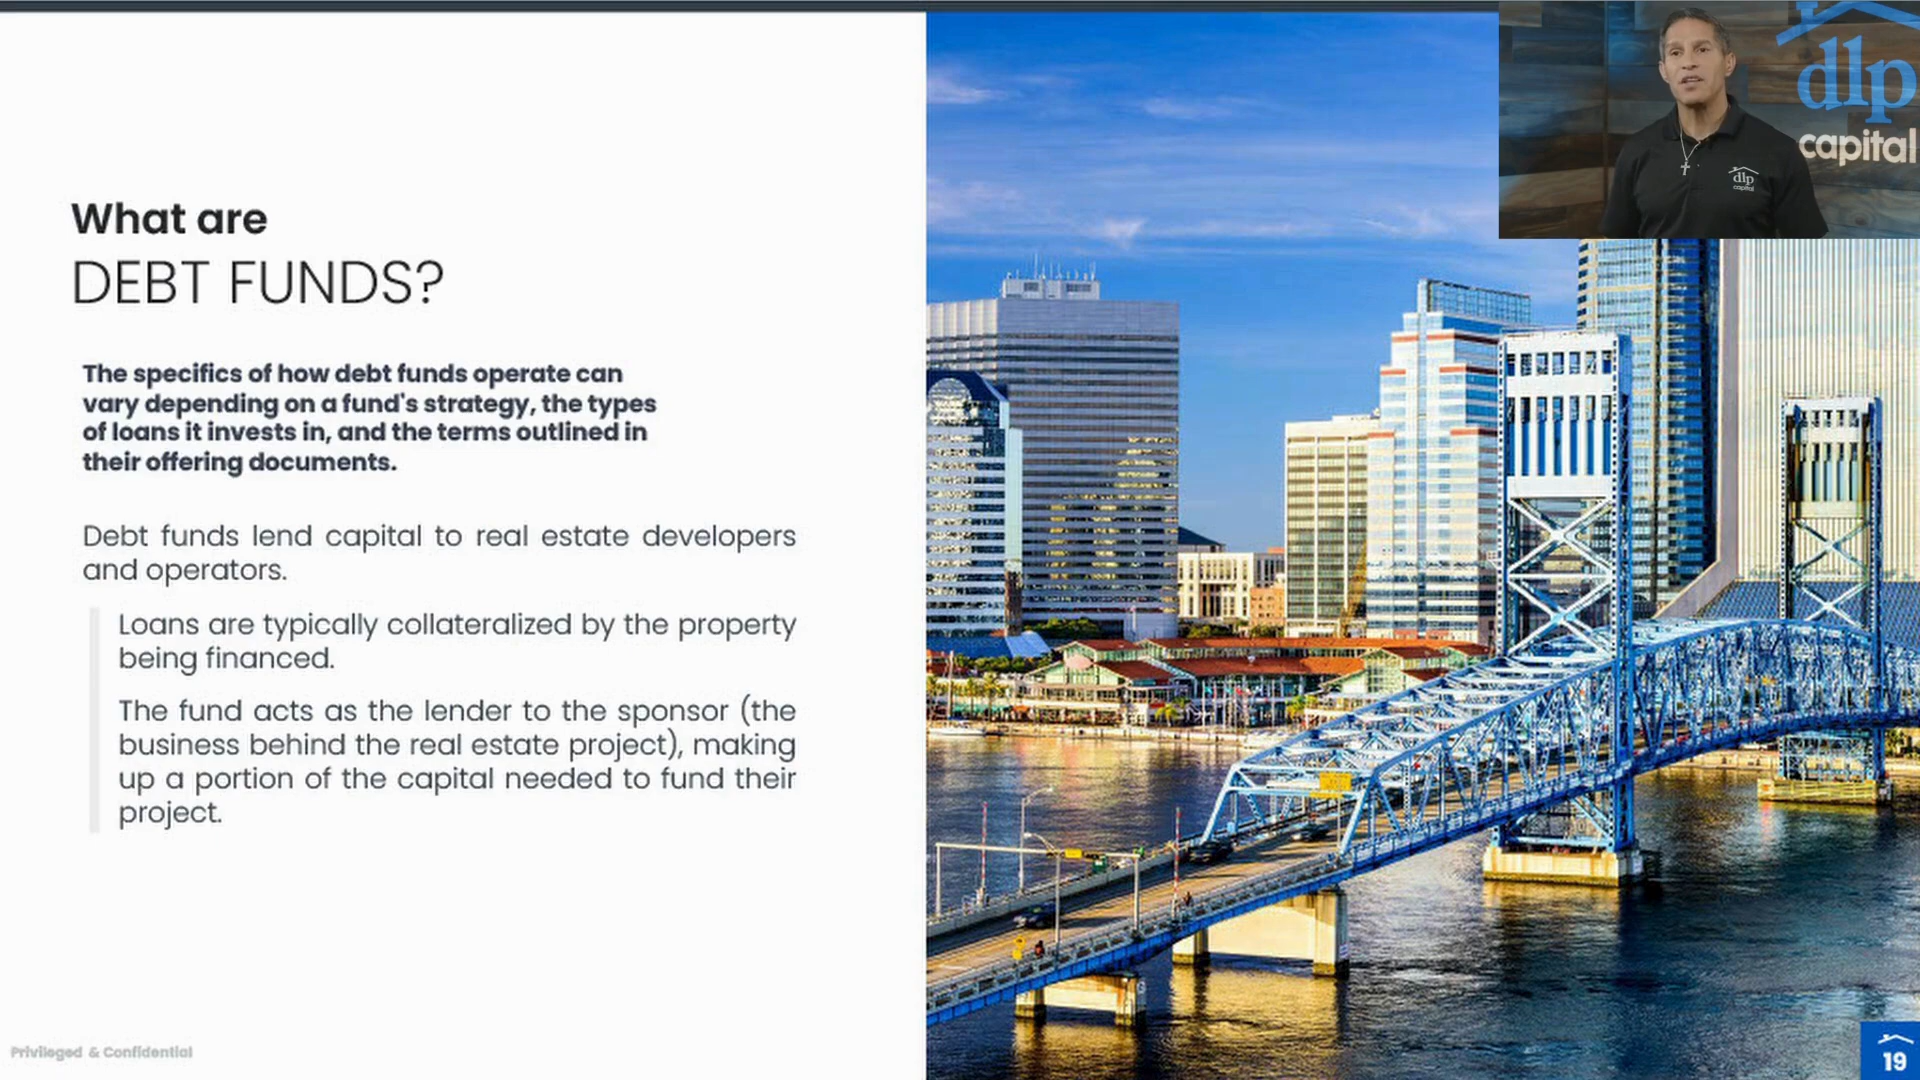 What are
DEBT FUNDS?
The specifics of how debt funds operate can
vary depending on a fund's strategy, the types
of loans it invests in, and the terms outlined in
their offering documents.
Debt funds lend capital to real estate developers
and operators.
Loans are typically collateralized by the property
being financed.
The fund acts as the lender to the sponsor (the
business behind the real estate project), making
up a portion of the capital needed to fund their
project.
Privileged & Confidential
dlp
capital
dlp
capital
19